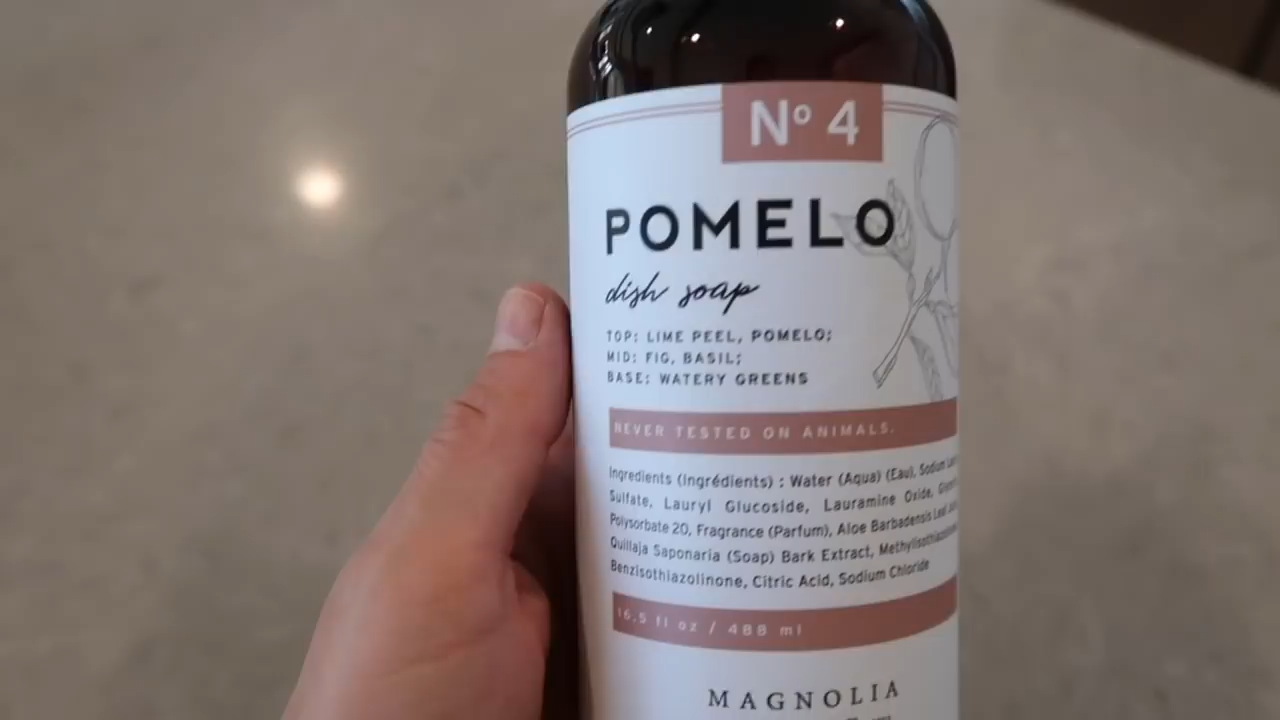 Nº 4
POMELO
dish soap
TOP: LIME PEEL, POMELO;
MID: FIG, BASIL;
BASE: WATERY GREENS
NEVER TESTED ON ANIMALS.
Ingredients (Ingrédients) : Water (Aqua) (Eau), Sodium
Sulfate, Lauryl Glucoside, Lauramine Oxide,
Polysorbate 20, Fragrance (Parfum), Aloe Barbadensis Leaf
Quillaja Saponaria (Soap) Bark Extract,
Benzisothiazolinone, Citric Acid, Sodium Chloride
16.5 fl oz / 488 ml
MAGNOLIA